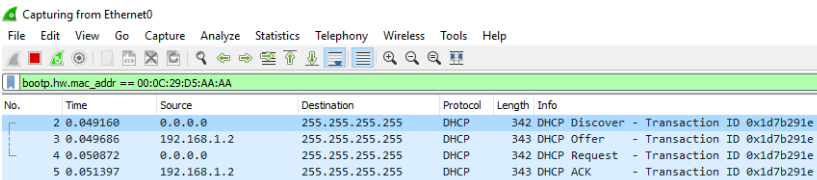 Capturing from Ethernet0
File Edit View Go Capture Analyze Statistics Telephony Wireless Tools Help
bootp.hw.mac_addr == 00:0C:29:D5:AA:AA
No. Time Source Destination Protocol Length Info
2 0.049160 0.0.0.0 255.255.255.255 DHCP 342 DHCP Discover - Transaction ID 0x1d7b291e
3 0.049686 192.168.1.2 255.255.255.255 DHCP 343 DHCP Offer - Transaction ID 0x1d7b291e
4 0.050872 0.0.0.0 255.255.255.255 DHCP 342 DHCP Request - Transaction ID 0x1d7b291e
5 0.051397 192.168.1.2 255.255.255.255 DHCP 343 DHCP ACK - Transaction ID 0x1d7b291e